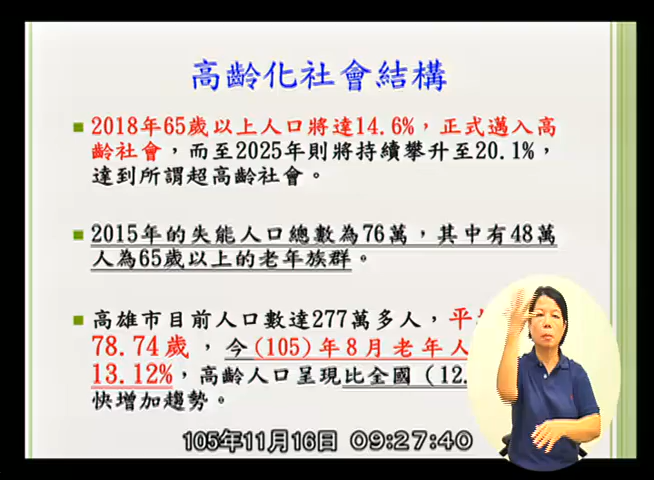 高齡化社會結構
2018年65歲以上人口將達14.6%，正式邁入高
齡社會，而至2025年則將持續攀升至20.1%，
達到所謂超高齡社會。
2015年的失能人口總數為76萬，其中有48萬
人為65歲以上的老年族群。
高雄市目前人口數達277萬多人，平
78.74歲，今(105)年8月老年人
13.12%，高齡人口呈現比全國（12.
快增加趨勢。
105年11月16日 09:27:40